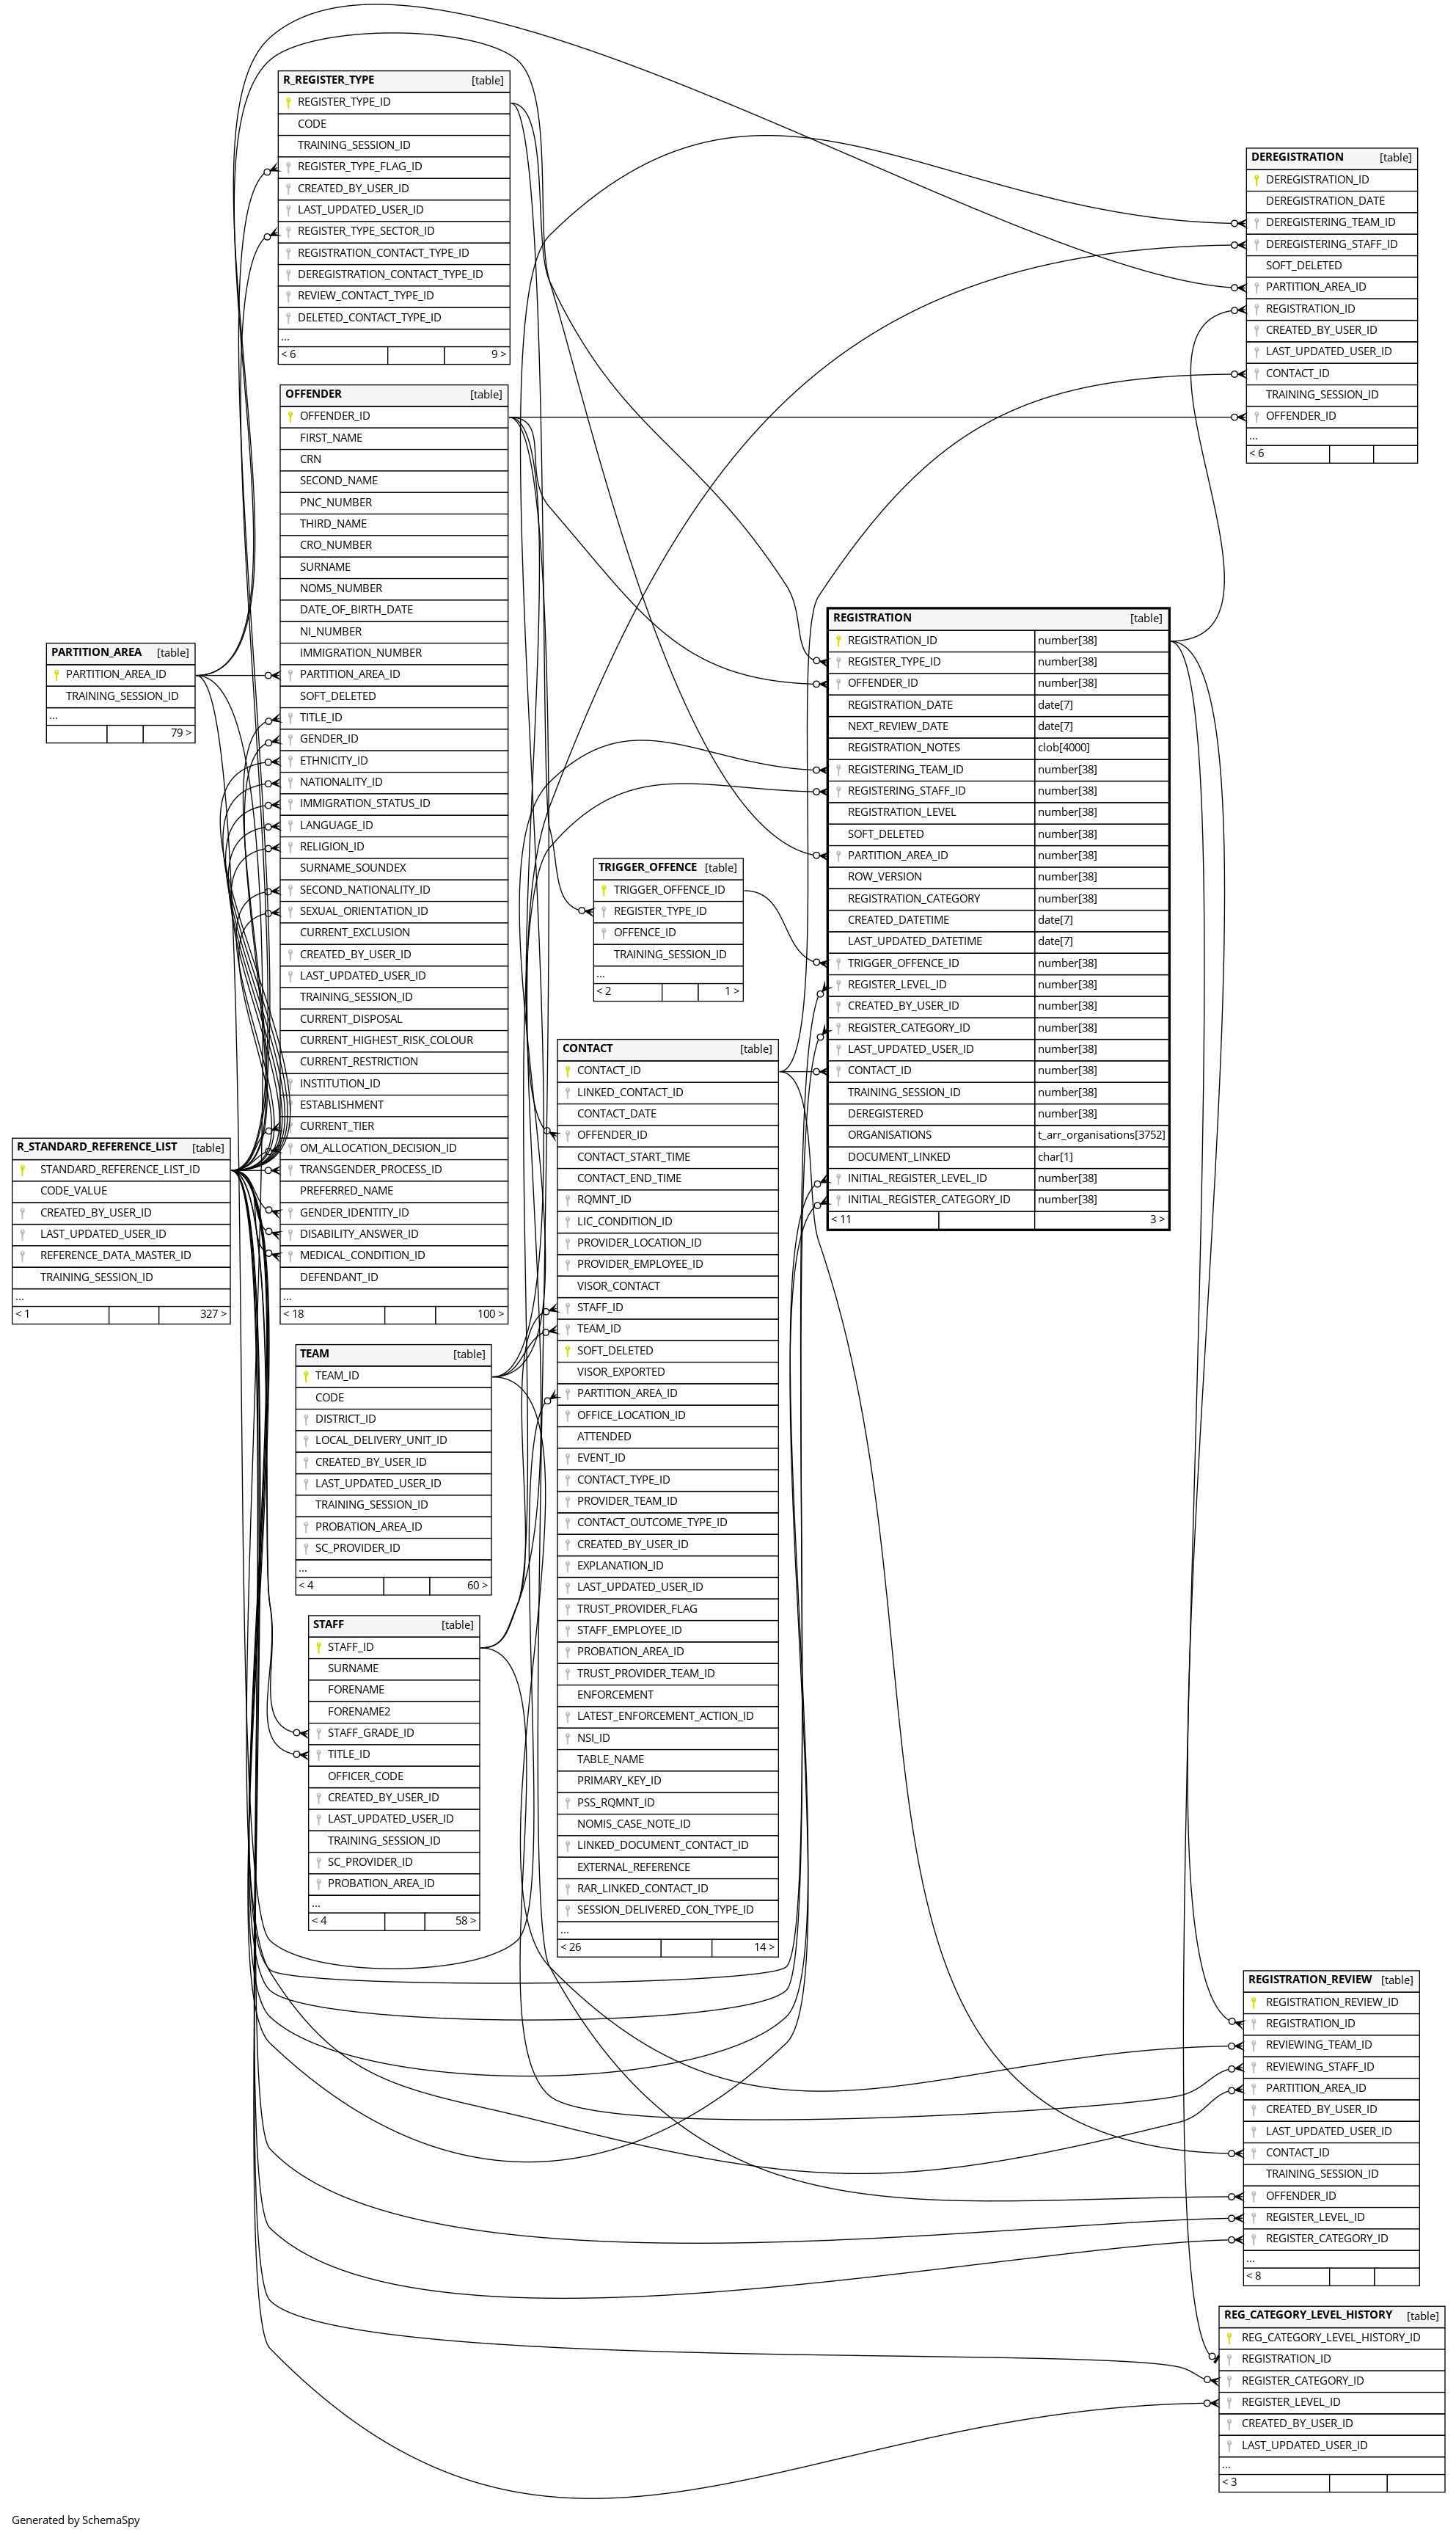 R_REGISTER_TYPE [table]
REGISTER_TYPE_ID
CODE
TRAINING_SESSION_ID
REGISTER_TYPE_FLAG_ID
CREATED_BY_USER_ID
LAST_UPDATED_USER_ID
REGISTER_TYPE_SECTOR_ID
REGISTRATION_CONTACT_TYPE_ID
DEREGISTRATION_CONTACT_TYPE_ID
REVIEW_CONTACT_TYPE_ID
DELETED_CONTACT_TYPE_ID
...
< 6 9 >
DEREGISTRATION [table]
DEREGISTRATION_ID
DEREGISTRATION_DATE
DEREGISTERING_TEAM_ID
DEREGISTERING_STAFF_ID
SOFT_DELETED
PARTITION_AREA_ID
REGISTRATION_ID
CREATED_BY_USER_ID
LAST_UPDATED_USER_ID
CONTACT_ID
TRAINING_SESSION_ID
OFFENDER_ID
...
< 6
OFFENDER [table]
OFFENDER_ID
FIRST_NAME
CRN
SECOND_NAME
PNC_NUMBER
THIRD_NAME
CRO_NUMBER
SURNAME
NOMS_NUMBER
DATE_OF_BIRTH_DATE
NI_NUMBER
IMMIGRATION_NUMBER
PARTITION_AREA_ID
SOFT_DELETED
TITLE_ID
GENDER_ID
ETHNICITY_ID
NATIONALITY_ID
IMMIGRATION_STATUS_ID
LANGUAGE_ID
RELIGION_ID
SURNAME_SOUNDEX
SECOND_NATIONALITY_ID
SEXUAL_ORIENTATION_ID
CURRENT_EXCLUSION
CREATED_BY_USER_ID
LAST_UPDATED_USER_ID
TRAINING_SESSION_ID
CURRENT_DISPOSAL
CURRENT_HIGHEST_RISK_COLOUR
CURRENT_RESTRICTION
INSTITUTION_ID
ESTABLISHMENT
CURRENT_TIER
OM_ALLOCATION_DECISION_ID
TRANSGENDER_PROCESS_ID
PREFERRED_NAME
GENDER_IDENTITY_ID
DISABILITY_ANSWER_ID
MEDICAL_CONDITION_ID
DEFENDANT_ID
...
< 18 100 >
PARTITION_AREA [table]
PARTITION_AREA_ID
TRAINING_SESSION_ID
...
79 >
REGISTRATION [table]
REGISTRATION_ID number[38]
REGISTER_TYPE_ID number[38]
OFFENDER_ID number[38]
REGISTRATION_DATE date[7]
NEXT_REVIEW_DATE date[7]
REGISTRATION_NOTES clob[4000]
REGISTERING_TEAM_ID number[38]
REGISTERING_STAFF_ID number[38]
REGISTRATION_LEVEL number[38]
SOFT_DELETED number[38]
PARTITION_AREA_ID number[38]
ROW_VERSION number[38]
REGISTRATION_CATEGORY number[38]
CREATED_DATETIME date[7]
LAST_UPDATED_DATETIME date[7]
TRIGGER_OFFENCE_ID number[38]
REGISTER_LEVEL_ID number[38]
CREATED_BY_USER_ID number[38]
REGISTER_CATEGORY_ID number[38]
LAST_UPDATED_USER_ID number[38]
CONTACT_ID number[38]
TRAINING_SESSION_ID number[38]
DEREGISTERED number[38]
ORGANISATIONS t_arr_organisations[3752]
DOCUMENT_LINKED char[1]
INITIAL_REGISTER_LEVEL_ID number[38]
INITIAL_REGISTER_CATEGORY_ID number[38]
< 11 3 >
TRIGGER_OFFENCE [table]
TRIGGER_OFFENCE_ID
REGISTER_TYPE_ID
OFFENCE_ID
TRAINING_SESSION_ID
...
< 2 1 >
CONTACT [table]
CONTACT_ID
LINKED_CONTACT_ID
CONTACT_DATE
OFFENDER_ID
CONTACT_START_TIME
CONTACT_END_TIME
RQMNT_ID
LIC_CONDITION_ID
PROVIDER_LOCATION_ID
PROVIDER_EMPLOYEE_ID
VISOR_CONTACT
STAFF_ID
TEAM_ID
SOFT_DELETED
VISOR_EXPORTED
PARTITION_AREA_ID
OFFICE_LOCATION_ID
ATTENDED
EVENT_ID
CONTACT_TYPE_ID
PROVIDER_TEAM_ID
CONTACT_OUTCOME_TYPE_ID
CREATED_BY_USER_ID
EXPLANATION_ID
LAST_UPDATED_USER_ID
TRUST_PROVIDER_FLAG
STAFF_EMPLOYEE_ID
PROBATION_AREA_ID
TRUST_PROVIDER_TEAM_ID
ENFORCEMENT
LATEST_ENFORCEMENT_ACTION_ID
NSI_ID
TABLE_NAME
PRIMARY_KEY_ID
PSS_RQMNT_ID
NOMIS_CASE_NOTE_ID
LINKED_DOCUMENT_CONTACT_ID
EXTERNAL_REFERENCE
RAR_LINKED_CONTACT_ID
SESSION_DELIVERED_CON_TYPE_ID
...
< 26 14 >
R_STANDARD_REFERENCE_LIST [table]
STANDARD_REFERENCE_LIST_ID
CODE_VALUE
CREATED_BY_USER_ID
LAST_UPDATED_USER_ID
REFERENCE_DATA_MASTER_ID
TRAINING_SESSION_ID
...
< 1 327 >
TEAM [table]
TEAM_ID
CODE
DISTRICT_ID
LOCAL_DELIVERY_UNIT_ID
CREATED_BY_USER_ID
LAST_UPDATED_USER_ID
TRAINING_SESSION_ID
PROBATION_AREA_ID
SC_PROVIDER_ID
...
< 4 60 >
STAFF [table]
STAFF_ID
SURNAME
FORENAME
FORENAME2
STAFF_GRADE_ID
TITLE_ID
OFFICER_CODE
CREATED_BY_USER_ID
LAST_UPDATED_USER_ID
TRAINING_SESSION_ID
SC_PROVIDER_ID
PROBATION_AREA_ID
...
< 4 58 >
REGISTRATION_REVIEW [table]
REGISTRATION_REVIEW_ID
REGISTRATION_ID
REVIEWING_TEAM_ID
REVIEWING_STAFF_ID
PARTITION_AREA_ID
CREATED_BY_USER_ID
LAST_UPDATED_USER_ID
CONTACT_ID
TRAINING_SESSION_ID
OFFENDER_ID
REGISTER_LEVEL_ID
REGISTER_CATEGORY_ID
...
< 8
REG_CATEGORY_LEVEL_HISTORY [table]
REG_CATEGORY_LEVEL_HISTORY_ID
REGISTRATION_ID
REGISTER_CATEGORY_ID
REGISTER_LEVEL_ID
CREATED_BY_USER_ID
LAST_UPDATED_USER_ID
...
< 3
Generated by SchemaSpy